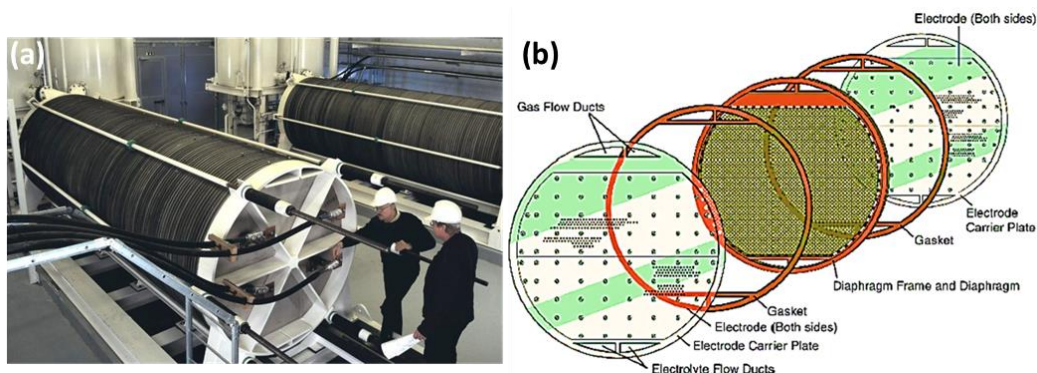 (a)
(b)
Electrode (Both sides)
Gas Flow Ducts
Electrode
Carrier Plate
Gasket
Diaphragm Frame and Diaphragm
Gasket
Electrode (Both sides)
Electrode Carrier Plate
Electrolyte Flow Ducts